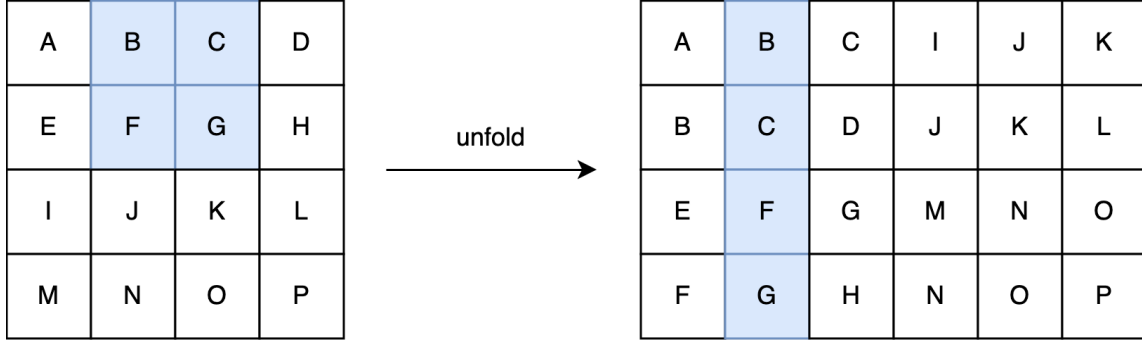 A B C D
E F G H
I J K L
M N O P
unfold
A B C I J K
B C D J K L
E F G M N O
F G H N O P